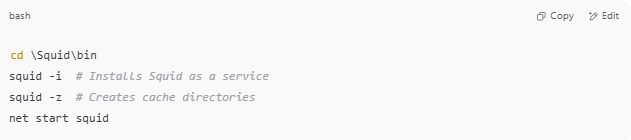 bash
Copy
Edit
cd \Squid\bin
squid -i  # Installs Squid as a service
squid -z  # Creates cache directories
net start squid